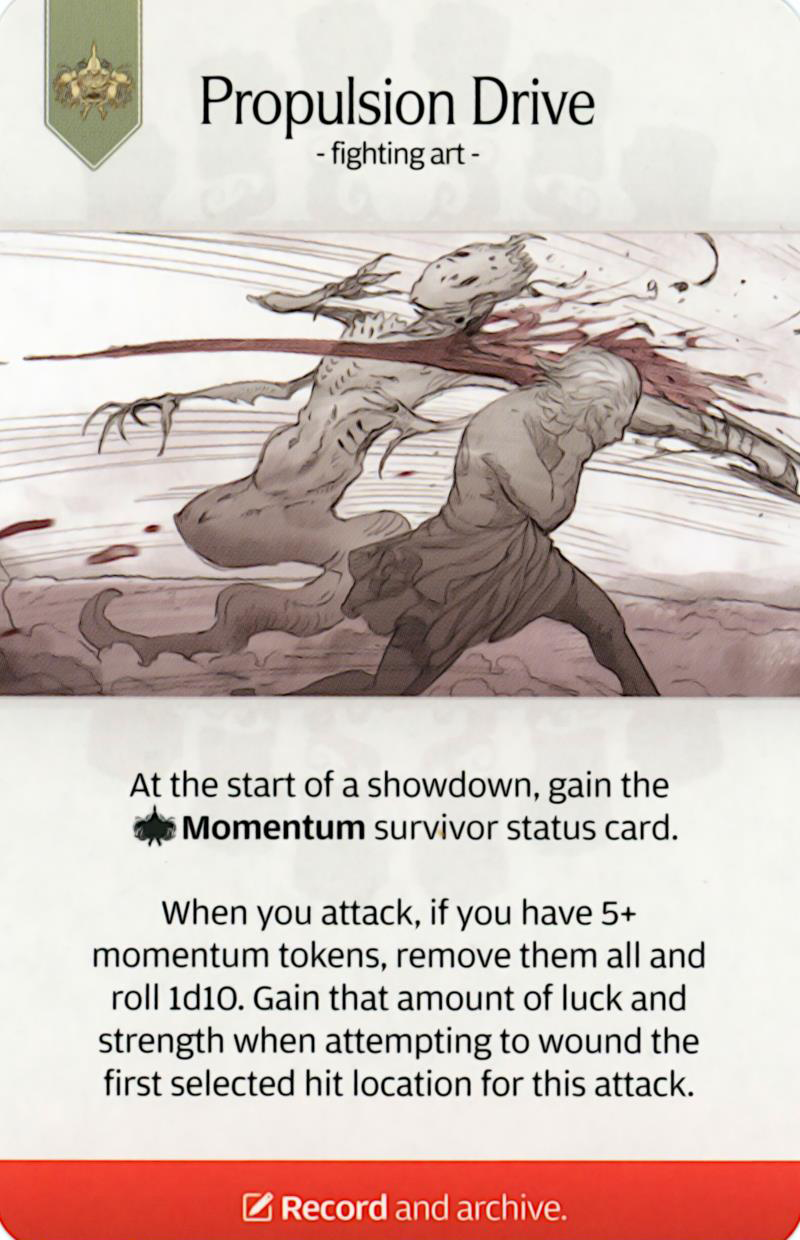 Propulsion Drive
- fighting art -
At the start of a showdown, gain the
Momentum survivor status card.
When you attack, if you have 5+
momentum tokens, remove them all and
roll 1d10. Gain that amount of luck and
strength when attempting to wound the
first selected hit location for this attack.
Record and archive.